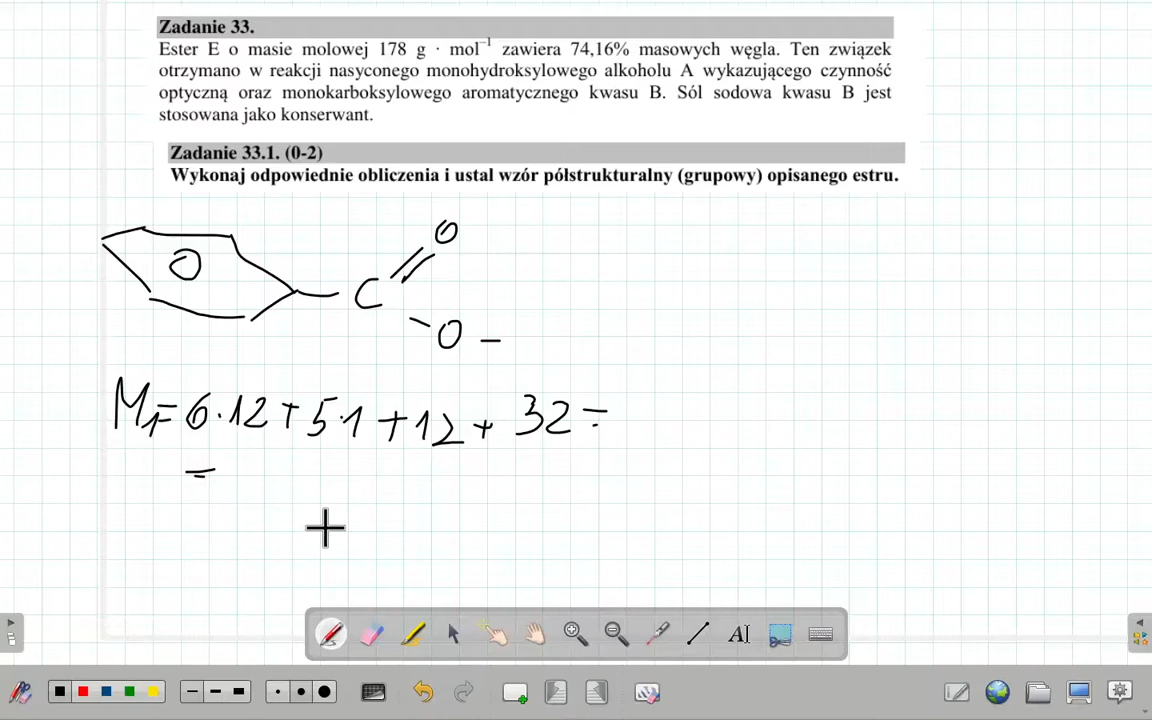 Zadanie 33.
Ester E o masie molowej 178 g · mol⁻¹ zawiera 74,16% masowych węgla. Ten związek
otrzymano w reakcji nasyconego monohydroksylowego alkoholu A wykazującego czynność
optyczną oraz monokarboksylowego aromatycznego kwasu B. Sól sodowa kwasu B jest
stosowana jako konserwant.
Zadanie 33.1. (0-2)
Wykonaj odpowiednie obliczenia i ustal wzór półstrukturalny (grupowy) opisanego estru.
O
C
O -
M₁= 6·12 + 5·1 + 12 + 32 =
=